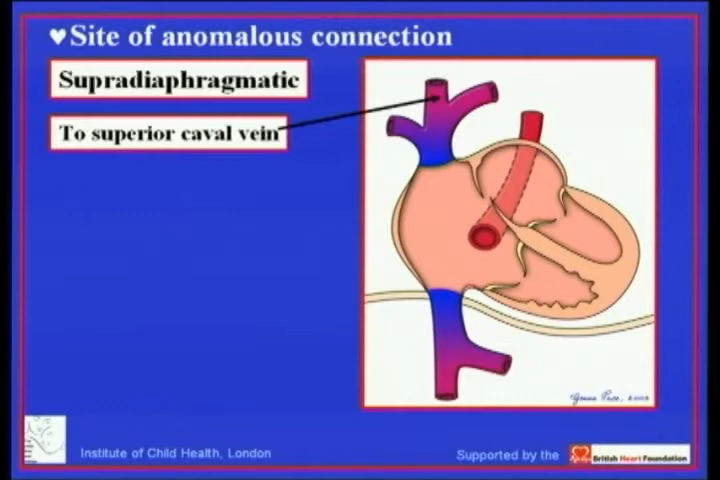 ♥Site of anomalous connection
Supradiaphragmatic
To superior caval vein
Institute of Child Health, London
Supported by the
British Heart Foundation